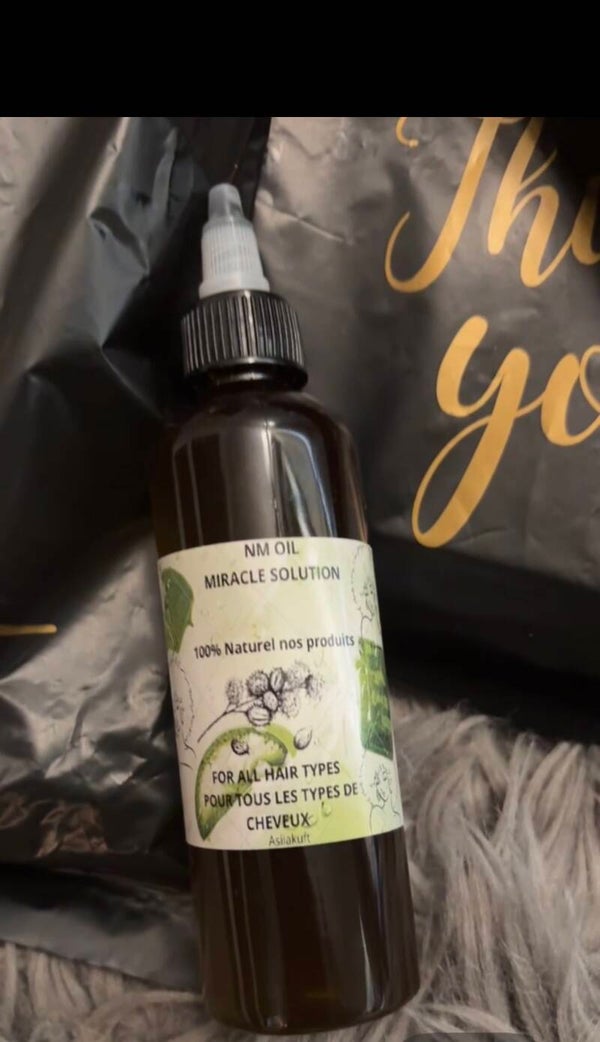 NM OIL
MIRACLE SOLUTION
100% Naturel nos produits
FOR ALL HAIR TYPES
POUR TOUS LES TYPES DE
CHEVEUX